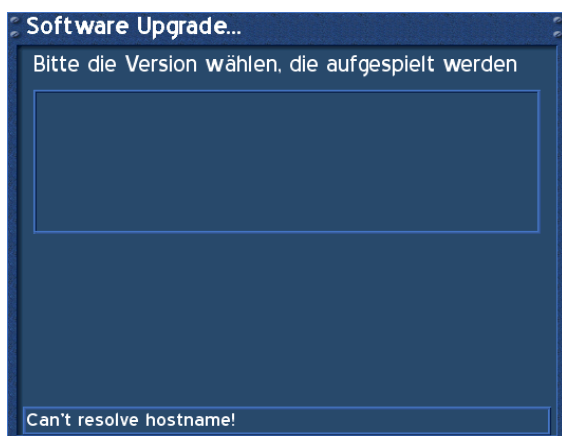 Software Upgrade...
Bitte die Version wählen, die aufgespielt werden
Can't resolve hostname!